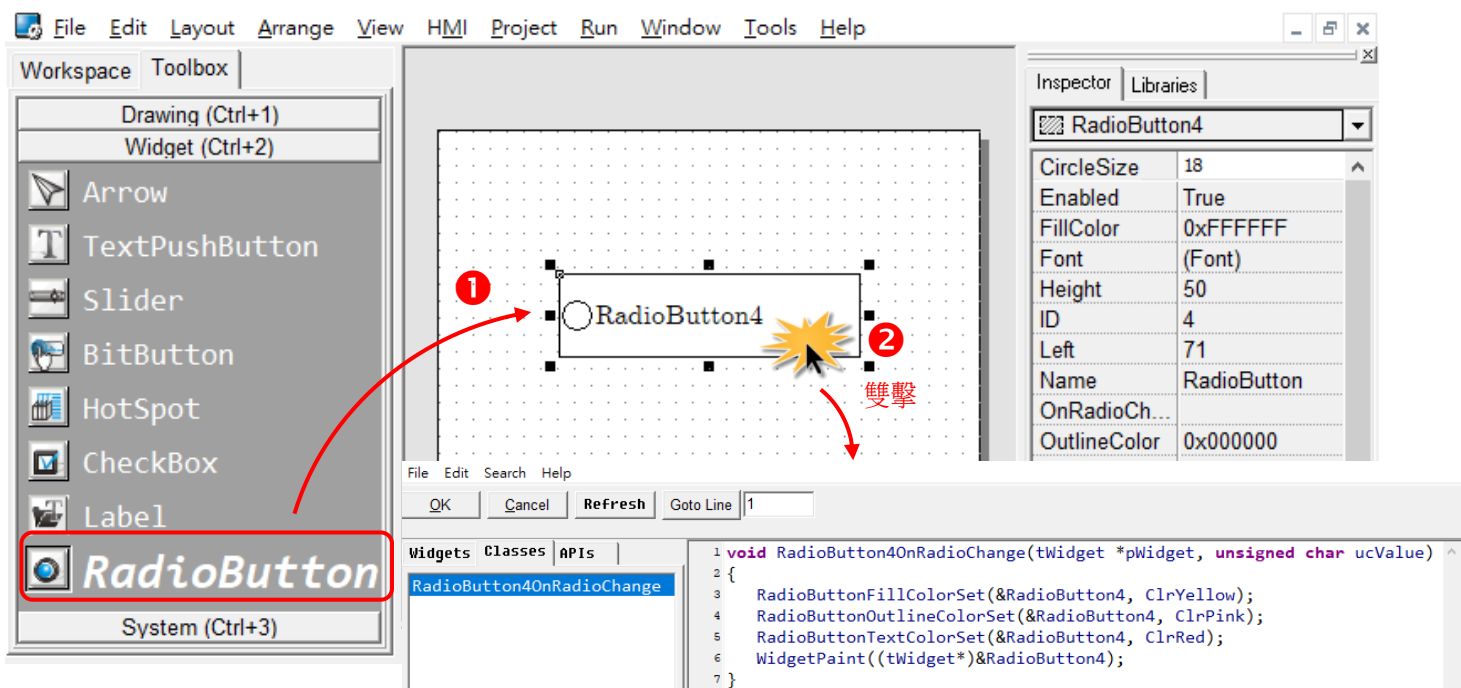 File Edit Layout Arrange View HMI Project Run Window Tools Help
Workspace Toolbox
Drawing (Ctrl+1)
Widget (Ctrl+2)
Arrow
TextPushButton
Slider
BitButton
HotSpot
CheckBox
Label
RadioButton
System (Ctrl+3)
1
RadioButton4
2
雙擊
Inspector Libraries
RadioButton4
CircleSize 18
Enabled True
FillColor 0xFFFFFF
Font (Font)
Height 50
ID 4
Left 71
Name RadioButton
OnRadioCh...
OutlineColor 0x000000
File Edit Search Help
OK Cancel Refresh Goto Line 1
Widgets Classes APIs
RadioButton4OnRadioChange
1 void RadioButton4OnRadioChange(tWidget *pWidget, unsigned char ucValue)
2 {
3 RadioButtonFillColorSet(&RadioButton4, ClrYellow);
4 RadioButtonOutlineColorSet(&RadioButton4, ClrPink);
5 RadioButtonTextColorSet(&RadioButton4, ClrRed);
6 WidgetPaint((tWidget*)&RadioButton4);
7 }